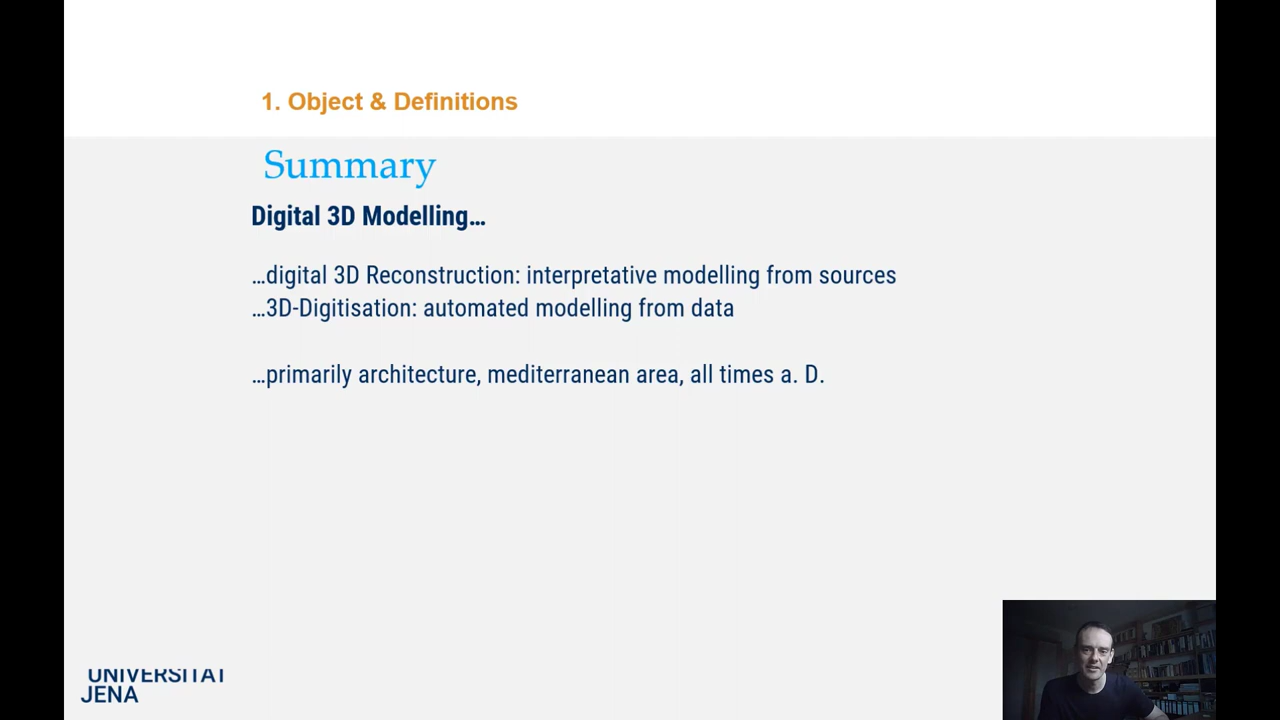 1. Object & Definitions
Summary
Digital 3D Modelling…
…digital 3D Reconstruction: interpretative modelling from sources
…3D-Digitisation: automated modelling from data
…primarily architecture, mediterranean area, all times a. D.
UNIVERSITAT
JENA